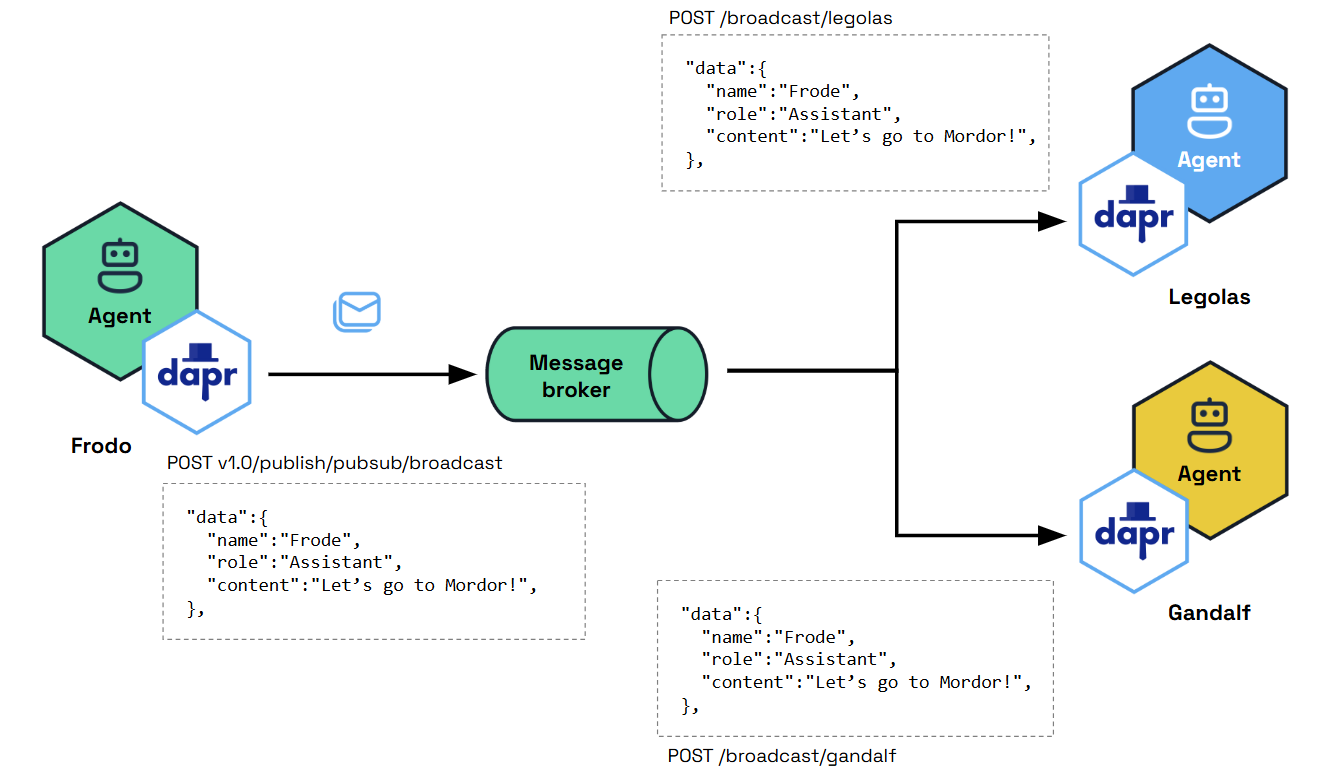 POST /broadcast/legolas
"data":{
"name":"Frode",
"role":"Assistant",
"content":"Let’s go to Mordor!",
},
Agent
dapr
Legolas
Agent
dapr
Frodo
Message
broker
POST v1.0/publish/pubsub/broadcast
"data":{
"name":"Frode",
"role":"Assistant",
"content":"Let’s go to Mordor!",
},
Agent
dapr
Gandalf
"data":{
"name":"Frode",
"role":"Assistant",
"content":"Let’s go to Mordor!",
},
POST /broadcast/gandalf